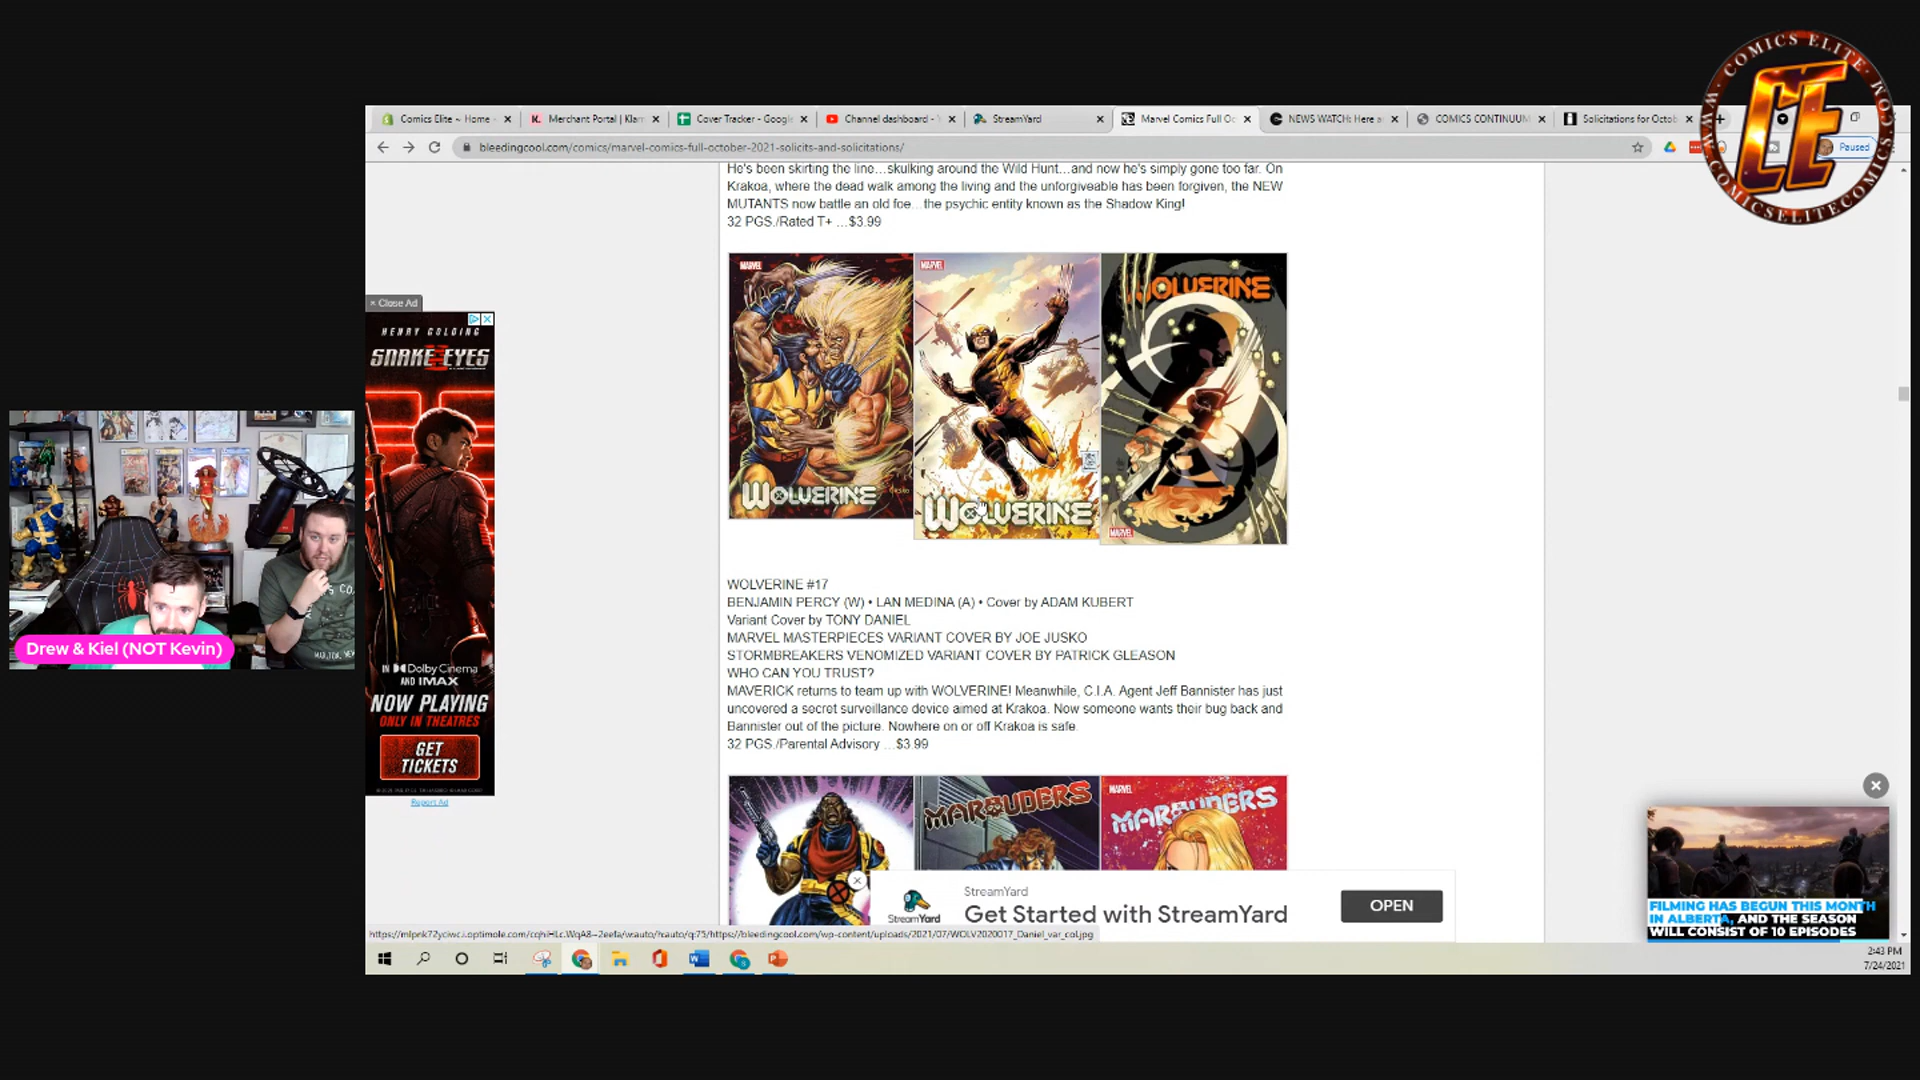 COMICS ELITE
WWW.COMICSELITECOMICS.COM
CE
Comics Elite ~ Home -
Merchant Portal | Klarn
Cover Tracker - Google
Channel dashboard -
StreamYard
Marvel Comics Full Oc
NEWS WATCH: Here a
COMICS CONTINUUM
Solicitations for Octob
bleedingcool.com/comics/marvel-comics-full-october-2021-solicits-and-solicitations/
Paused
He's been skirting the line...skulking around the Wild Hunt...and now he's simply gone too far. On
Krakoa, where the dead walk among the living and the unforgiveable has been forgiven, the NEW
MUTANTS now battle an old foe...the psychic entity known as the Shadow King!
32 PGS./Rated T+ ...$3.99
MARVEL
WOLVERINE
MARVEL
WOLVERINE
WOLVERINE
MARVEL
× Close Ad
HENRY GOLDING
SNAKE EYES
IN Dolby Cinema
AND IMAX
NOW PLAYING
ONLY IN THEATRES
GET
TICKETS
Report Ad
Drew & Kiel (NOT Kevin)
WOLVERINE #17
BENJAMIN PERCY (W) • LAN MEDINA (A) • Cover by ADAM KUBERT
Variant Cover by TONY DANIEL
MARVEL MASTERPIECES VARIANT COVER BY JOE JUSKO
STORMBREAKERS VENOMIZED VARIANT COVER BY PATRICK GLEASON
WHO CAN YOU TRUST?
MAVERICK returns to team up with WOLVERINE! Meanwhile, C.I.A. Agent Jeff Bannister has just
uncovered a secret surveillance device aimed at Krakoa. Now someone wants their bug back and
Bannister out of the picture. Nowhere on or off Krakoa is safe.
32 PGS./Parental Advisory ...$3.99
MARAUDERS
MARVEL
MARAUDERS
StreamYard
StreamYard
Get Started with StreamYard
OPEN
FILMING HAS BEGUN THIS MONTH
IN ALBERTA, AND THE SEASON
WILL CONSIST OF 10 EPISODES
2:43 PM
7/24/2021